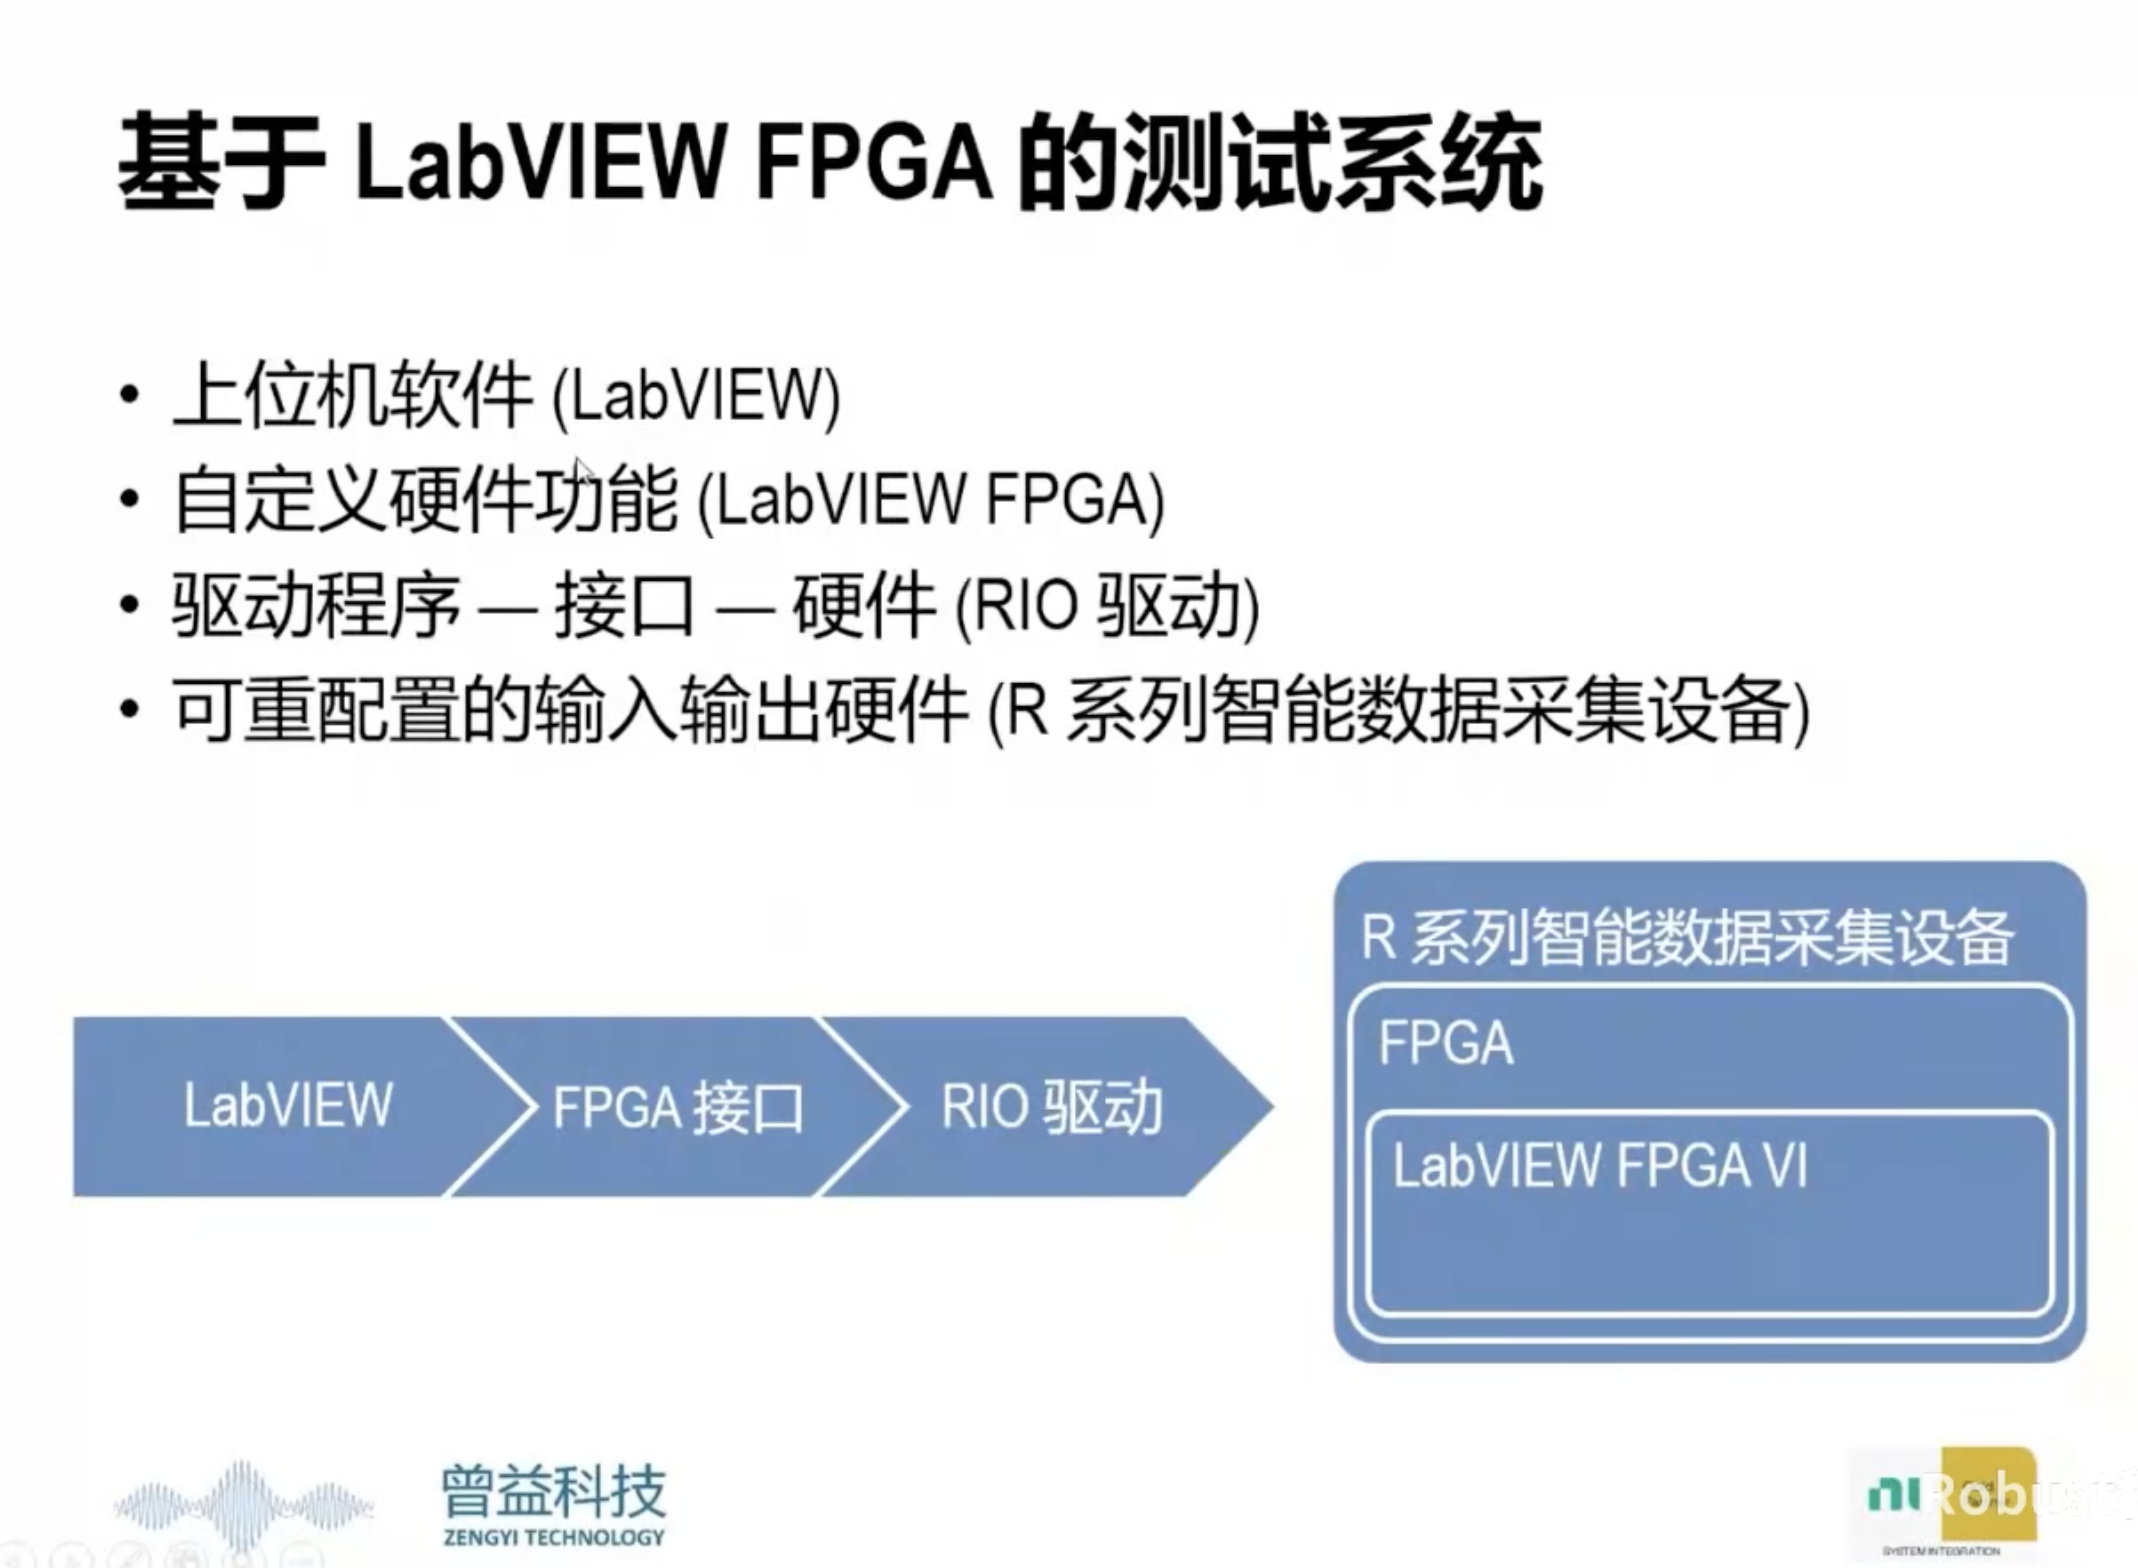 基于 LabVIEW FPGA 的测试系统
• 上位机软件 (LabVIEW)
• 自定义硬件功能 (LabVIEW FPGA)
• 驱动程序 — 接口 — 硬件 (RIO 驱动)
• 可重配置的输入输出硬件 (R 系列智能数据采集设备)
R 系列智能数据采集设备
FPGA
LabVIEW FPGA VI
LabVIEW
FPGA 接口
RIO 驱动
曾益科技
ZENGYI TECHNOLOGY
SYSTEM INTEGRATION